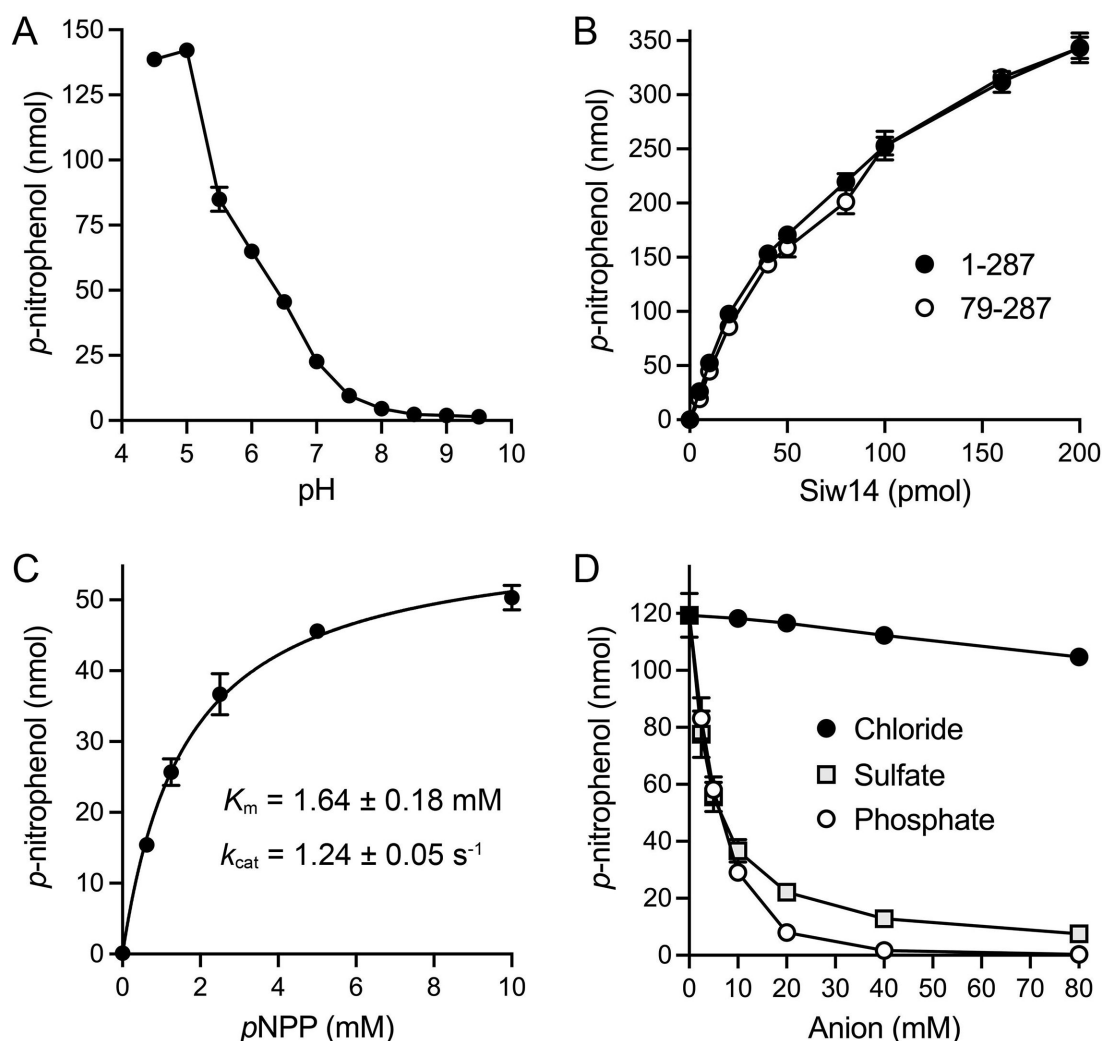 A
p-nitrophenol (nmol)
150
125
100
75
50
25
0
4 5 6 7 8 9 10
pH
B
p-nitrophenol (nmol)
350
300
250
200
150
100
50
0
0 50 100 150 200
Siw14 (pmol)
1-287
79-287
C
p-nitrophenol (nmol)
50
40
30
20
10
0
0 2 4 6 8 10
pNPP (mM)
Km = 1.64 ± 0.18 mM
kcat = 1.24 ± 0.05 s-1
D
p-nitrophenol (nmol)
120
100
80
60
40
20
0
0 10 20 30 40 50 60 70 80
Anion (mM)
Chloride
Sulfate
Phosphate